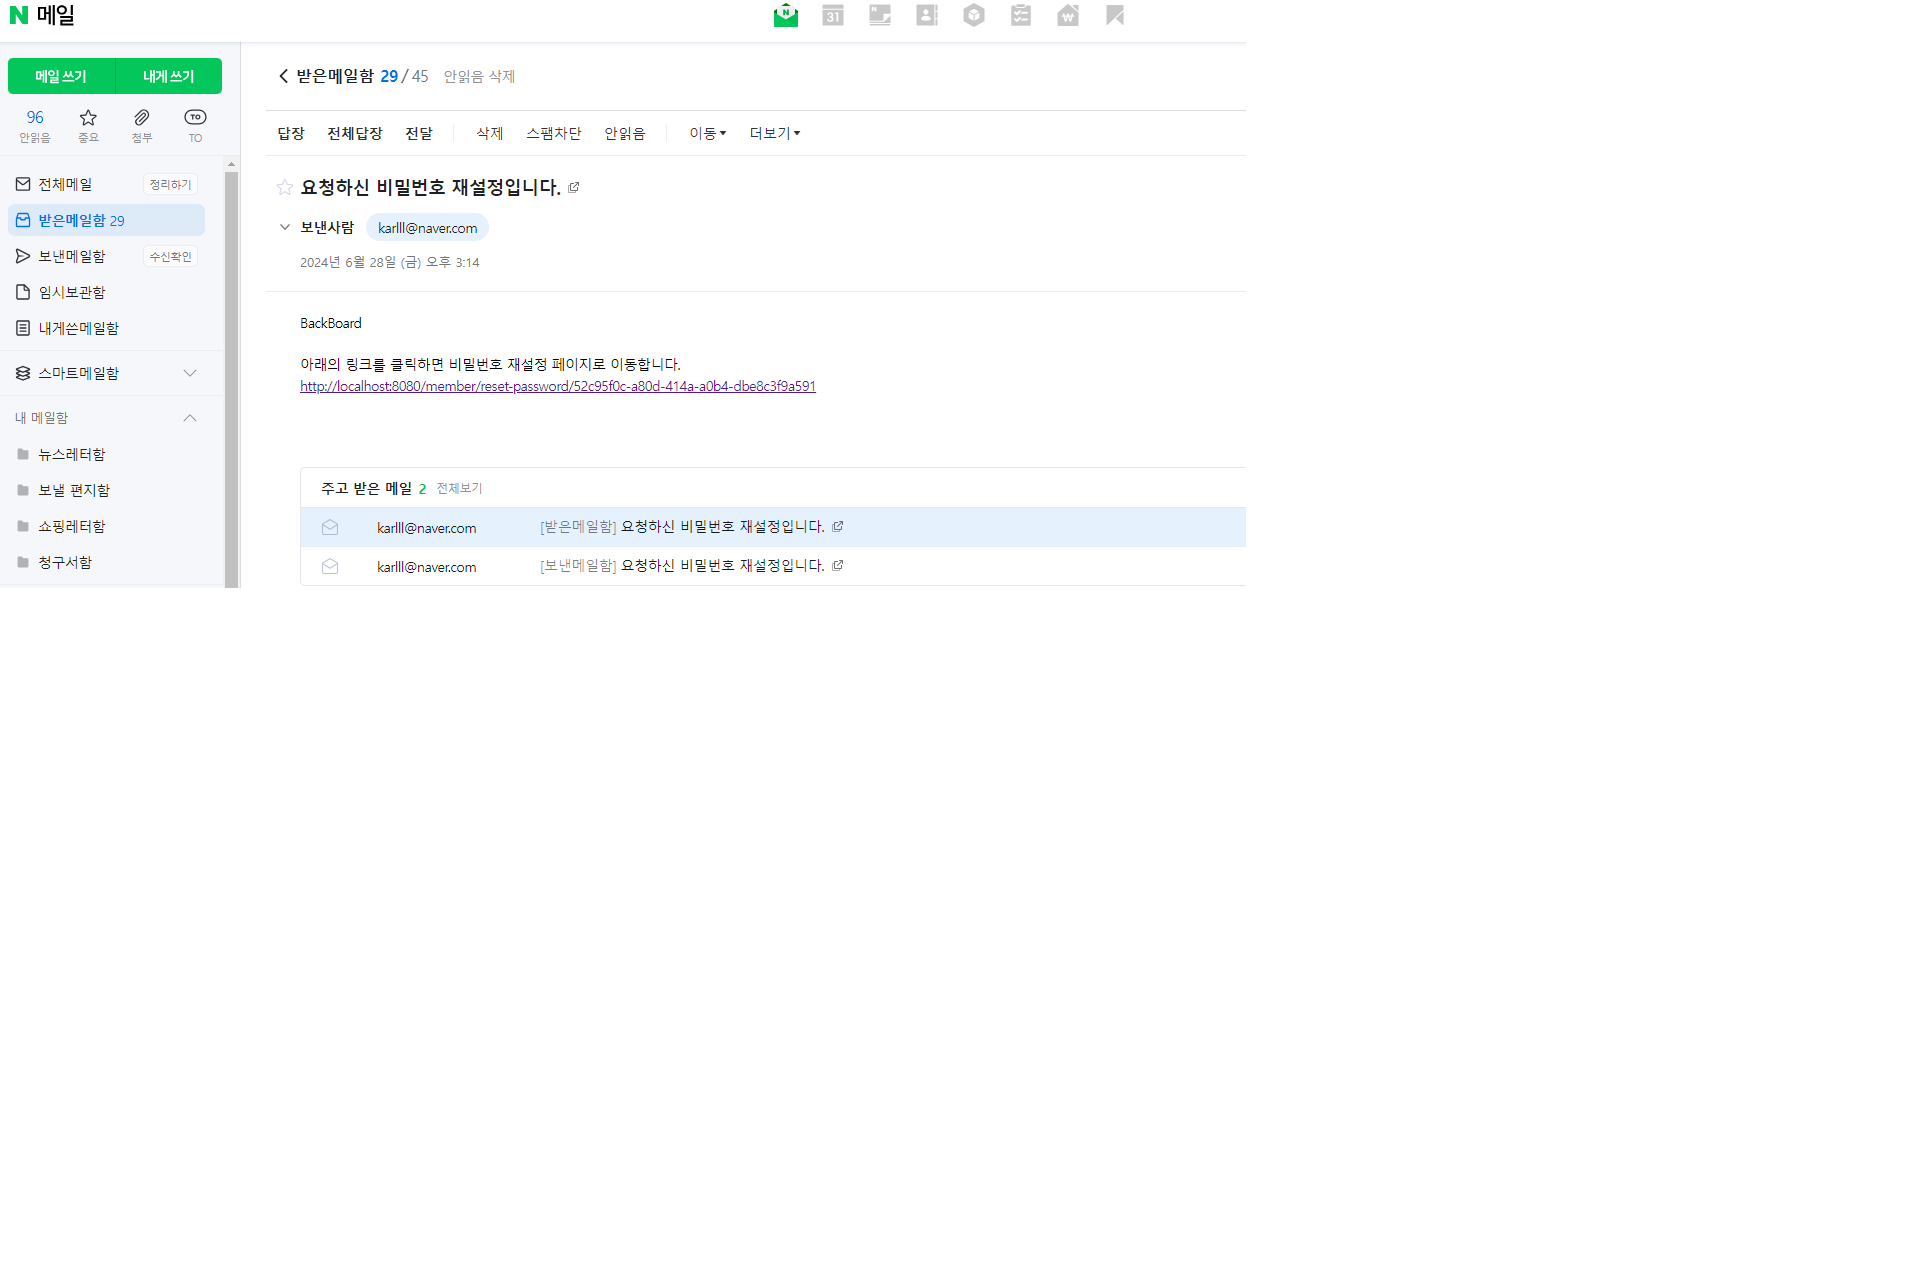 N 메일
31
N
메일 쓰기
내게 쓰기
96
안읽음
중요
첨부
TO
TO
전체메일
정리하기
받은메일함 29
보낸메일함
수신확인
임시보관함
내게쓴메일함
스마트메일함
내 메일함
뉴스레터함
보낼 편지함
쇼핑레터함
청구서함
받은메일함 29 / 45 안읽음 삭제
답장 전체답장 전달 삭제 스팸차단 안읽음 이동 더보기
요청하신 비밀번호 재설정입니다.
보낸사람 karlll@naver.com
2024년 6월 28일 (금) 오후 3:14
BackBoard
아래의 링크를 클릭하면 비밀번호 재설정 페이지로 이동합니다.
http://localhost:8080/member/reset-password/52c95f0c-a80d-414a-a0b4-dbe8c3f9a591
주고 받은 메일 2 전체보기
karlll@naver.com [받은메일함] 요청하신 비밀번호 재설정입니다.
karlll@naver.com [보낸메일함] 요청하신 비밀번호 재설정입니다.